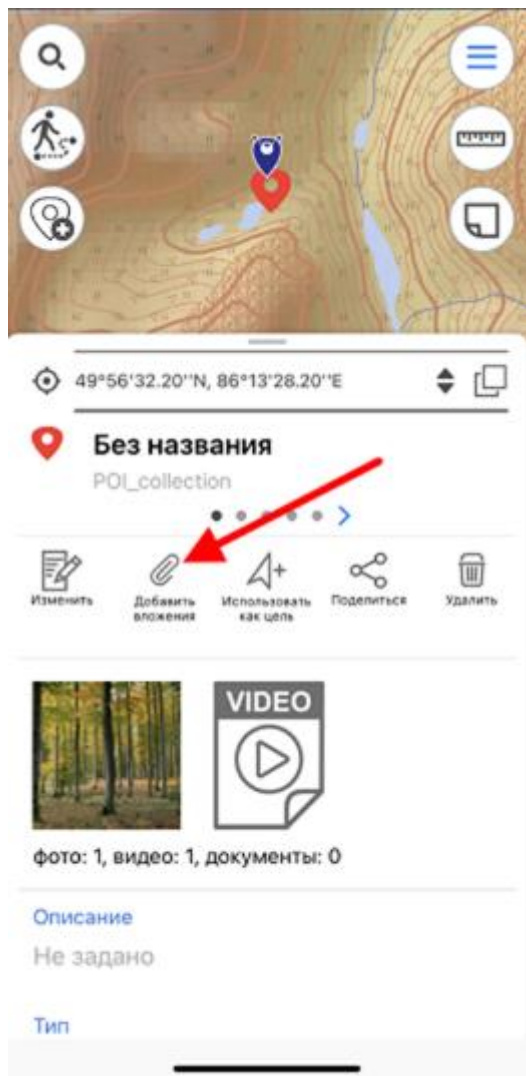 49°56'32.20''N, 86°13'28.20''E
Без названия
POI_collection
Изменить
Добавить
вложения
Использовать
как цель
Поделиться
Удалить
VIDEO
фото: 1, видео: 1, документы: 0
Описание
Не задано
Тип